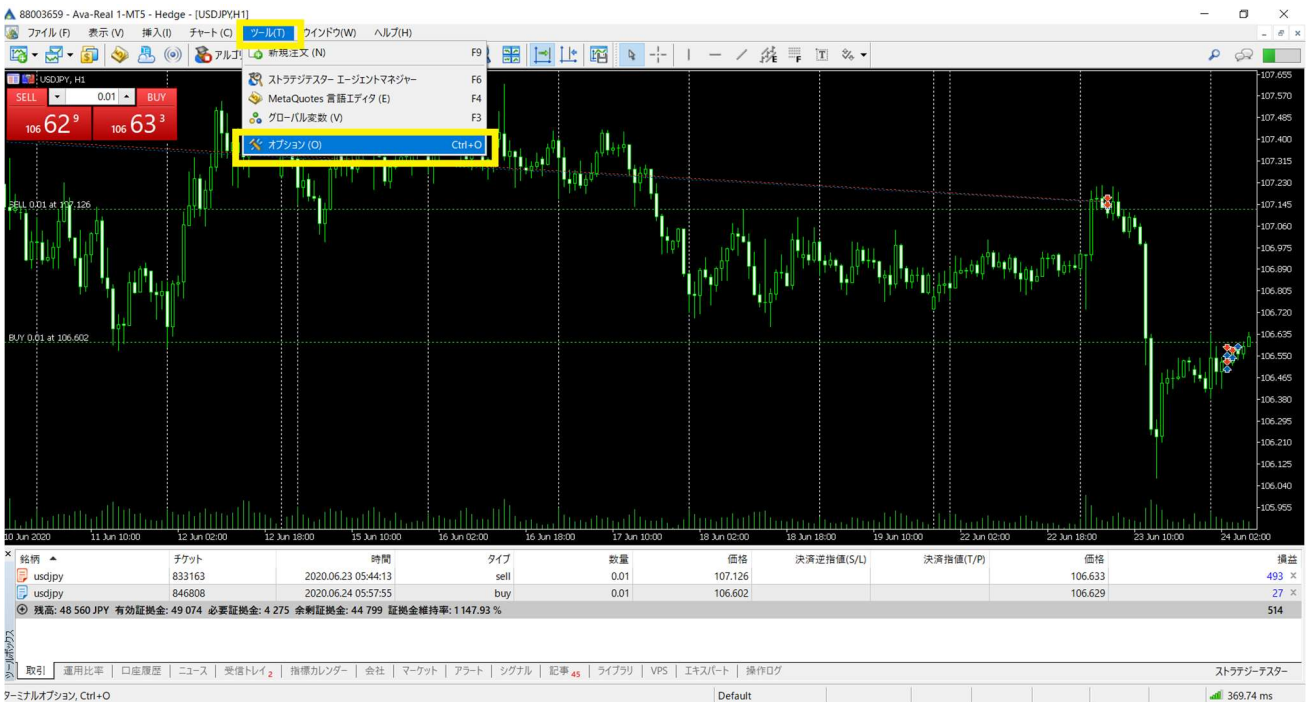 88003659 - Ava-Real 1-MT5 - Hedge - [USDJPY,H1]
ファイル (F) 表示 (V) 挿入(I) チャート (C) ツール(T) ウインドウ(W) ヘルプ(H)
新規注文 (N) F9
ストラテジテスター エージェントマネジャー F6
MetaQuotes 言語エディタ (E) F4
グローバル変数 (V) F3
オプション (O) Ctrl+O
USDJPY, H1
SELL 0.01 BUY
106 62 9 106 63 3
SELL 0.01 at 107.126
BUY 0.01 at 106.602
107.655
107.570
107.485
107.400
107.315
107.230
107.145
107.060
106.975
106.890
106.805
106.720
106.635
106.550
106.465
106.380
106.295
106.210
106.125
106.040
105.955
10 Jun 2020 11 Jun 10:00 12 Jun 02:00 12 Jun 18:00 15 Jun 10:00 16 Jun 02:00 16 Jun 18:00 17 Jun 10:00 18 Jun 02:00 18 Jun 18:00 19 Jun 10:00 22 Jun 02:00 22 Jun 18:00 23 Jun 10:00 24 Jun 02:00
銘柄 チケット 時間 タイプ 数量 価格 決済逆指値(S/L) 決済指値(T/P) 価格 損益
usdjpy 833163 2020.06.23 05:44:13 sell 0.01 107.126 106.633 493
usdjpy 846808 2020.06.24 05:57:55 buy 0.01 106.602 106.629 27
残高: 48 560 JPY 有効証拠金: 49 074 必要証拠金: 4 275 余剰証拠金: 44 799 証拠金維持率: 1 147.93 % 514
ツールボックス
取引 運用比率 口座履歴 ニュース 受信トレイ 2 指標カレンダー 会社 マーケット アラート シグナル 記事 45 ライブラリ VPS エキスパート 操作ログ ストラテジーテスター
ターミナルオプション, Ctrl+O Default 369.74 ms